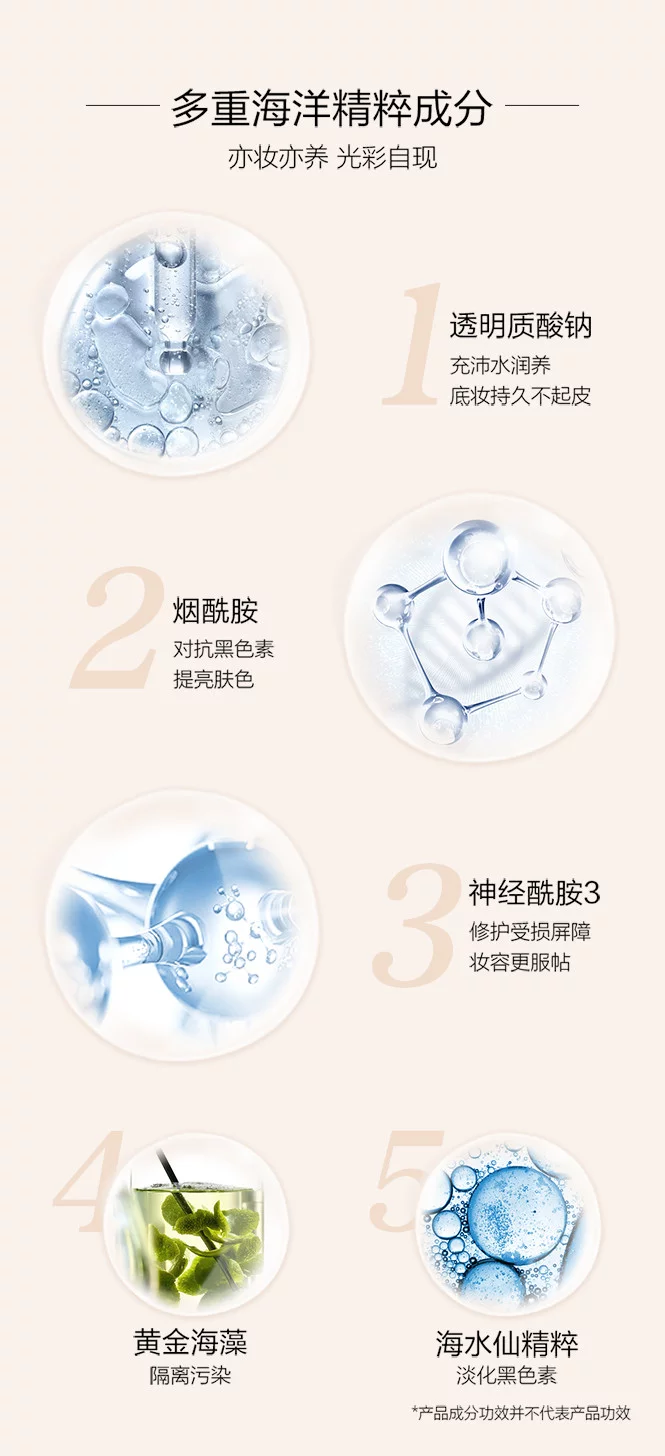 多重海洋精粹成分
亦妆亦养 光彩自现
1
透明质酸钠
充沛水润养
底妆持久不起皮
2
烟酰胺
对抗黑色素
提亮肤色
3
神经酰胺3
修护受损屏障
妆容更服帖
4
黄金海藻
隔离污染
5
海水仙精粹
淡化黑色素
*产品成分功效并不代表产品功效